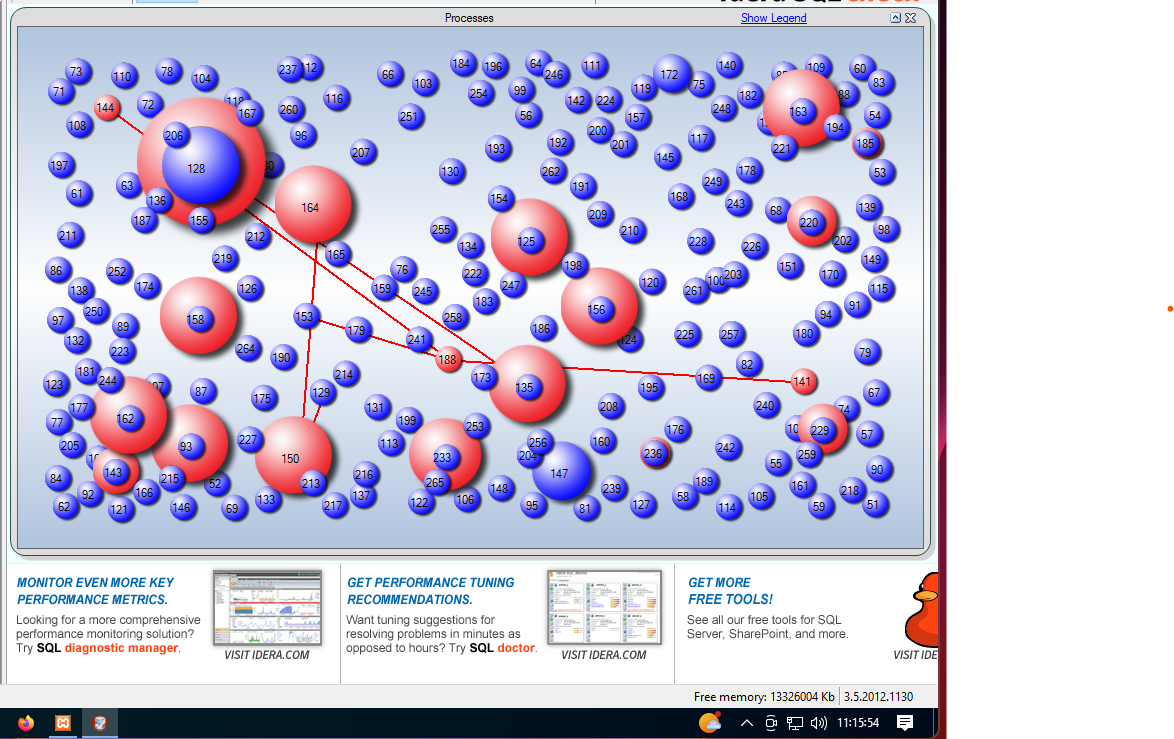 Processes
Show Legend
73 110 78 104 237 112 66 103 184 196 64 246 111 172 75 140 109 60 83
71 144 72 118 167 260 116 251 254 99 56 142 224 119 157 248 182 163 88 54
108 206 96 207 193 192 200 201 145 117 221 194 185
197 61 63 128 136 187 155 164 130 154 262 191 209 168 249 178 243 68 220 139 53
211 212 219 165 255 134 125 198 210 228 226 202 98
86 252 138 174 126 76 159 245 222 247 183 156 120 261 100 203 151 170 149 115
97 250 89 132 223 158 153 179 241 258 186 124 225 257 94 91 180
264 190 188 173 135 214 129 82 169 141 79
123 181 244 177 77 162 87 175 131 199 253 208 195 240 74 67
205 93 227 150 113 233 256 204 147 160 176 236 242 229 57 259
84 143 215 52 213 216 265 148 239 189 55 161 90
62 92 121 166 146 69 133 217 137 122 106 95 81 127 58 114 105 59 218 51
MONITOR EVEN MORE KEY
PERFORMANCE METRICS.
Looking for a more comprehensive
performance monitoring solution?
Try SQL diagnostic manager.
VISIT IDERA.COM
GET PERFORMANCE TUNING
RECOMMENDATIONS.
Want tuning suggestions for
resolving problems in minutes as
opposed to hours? Try SQL doctor.
VISIT IDERA.COM
GET MORE
FREE TOOLS!
See all our free tools for SQL
Server, SharePoint, and more.
VISIT IDE
Free memory: 13326004 Kb 3.5.2012.1130
11:15:54